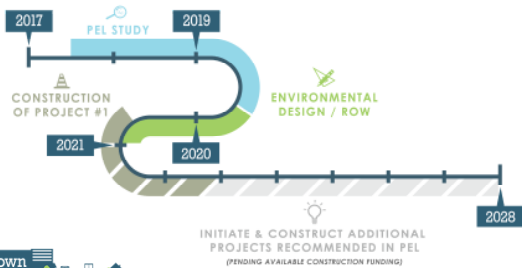 2017
PEL STUDY
2019
CONSTRUCTION
OF PROJECT #1
ENVIRONMENTAL
DESIGN / ROW
2021
2020
2028
INITIATE & CONSTRUCT ADDITIONAL
PROJECTS RECOMMENDED IN PEL
(PENDING AVAILABLE CONSTRUCTION FUNDING)
own